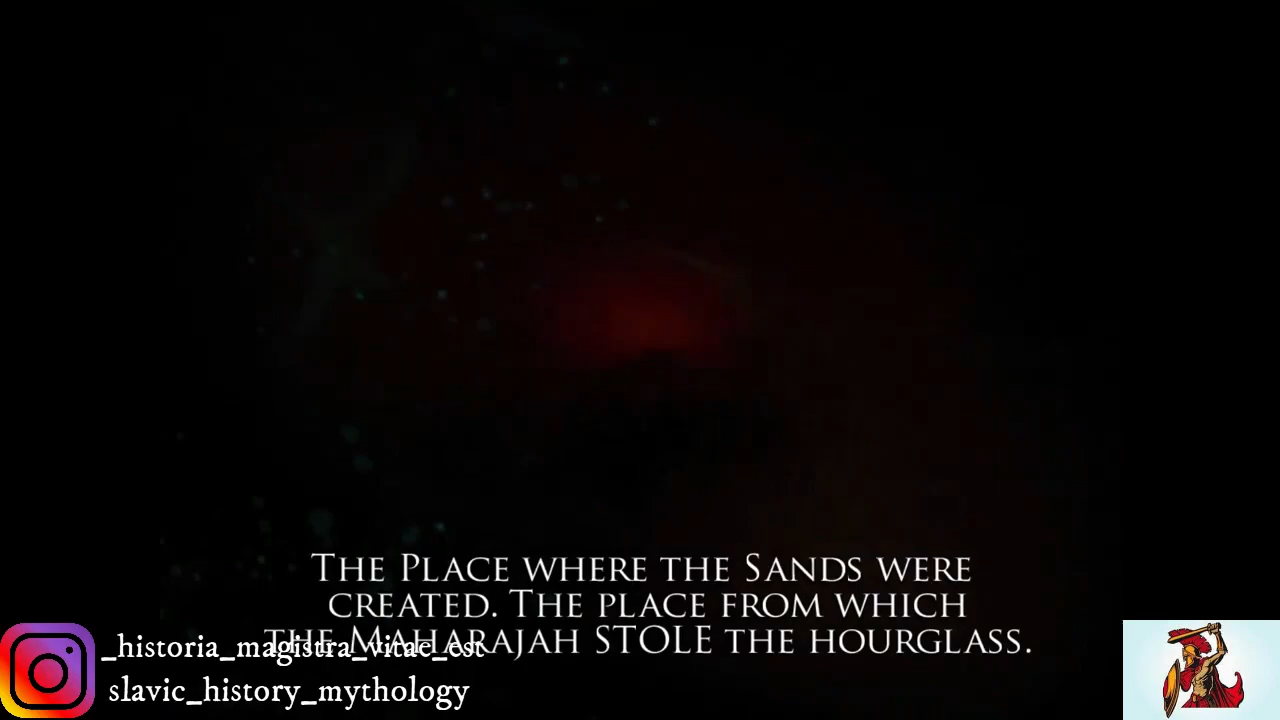 The Place where the Sands were
created. The place from which
the Maharajah STOLE the hourglass.
_historia_magistra_vitae_est
slavic_history_mythology